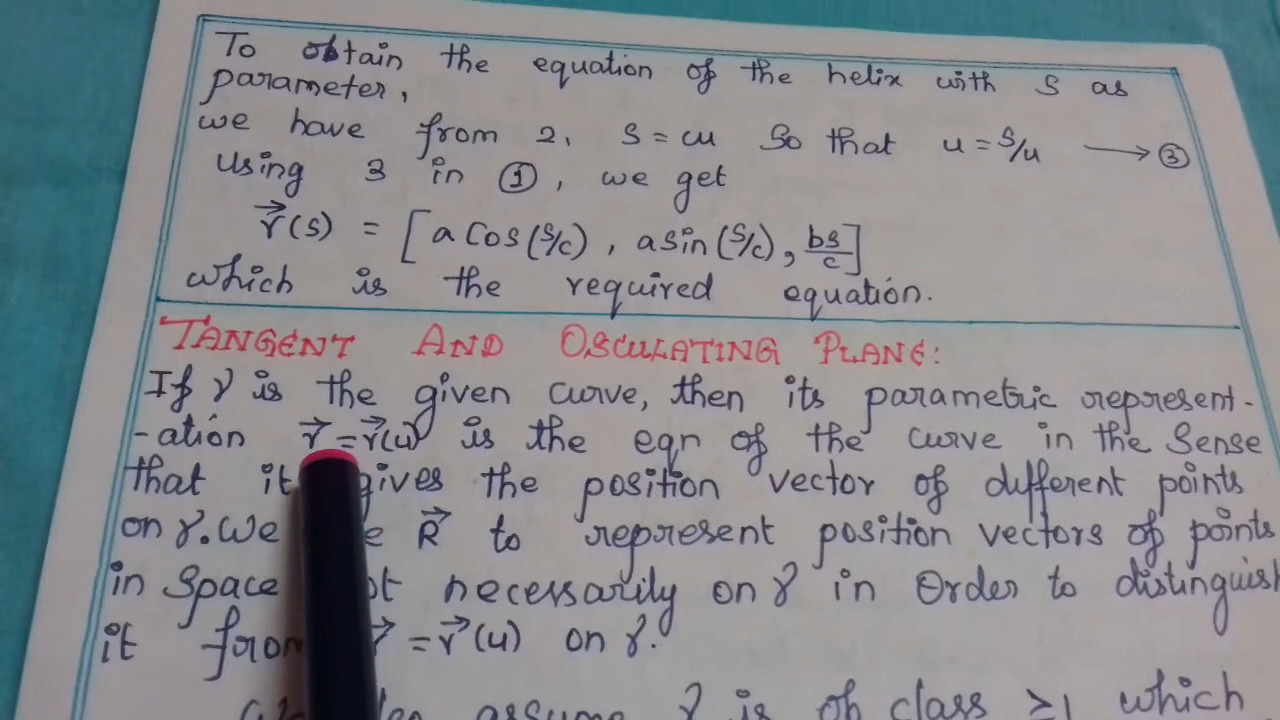 To obtain the equation of the helix with S as
parameter,
we have from 2, S = cu So that u = S/u ⟶ ③
Using 3 in ①, we get
r⃗(s) = [a Cos(S/c), a sin(S/c), bs/c]
which is the required equation.
TANGENT AND OSCULATING PLANE:
If γ is the given curve, then its parametric represent-
-ation r⃗ = r⃗(u) is the eqn of the curve in the Sense
that it gives the position vector of different points
on γ. We R⃗ to represent position vectors of points
in Space necessarily on γ in Order to distinguish
it from = r⃗(u) on γ.
assume γ is of class ≥1 which